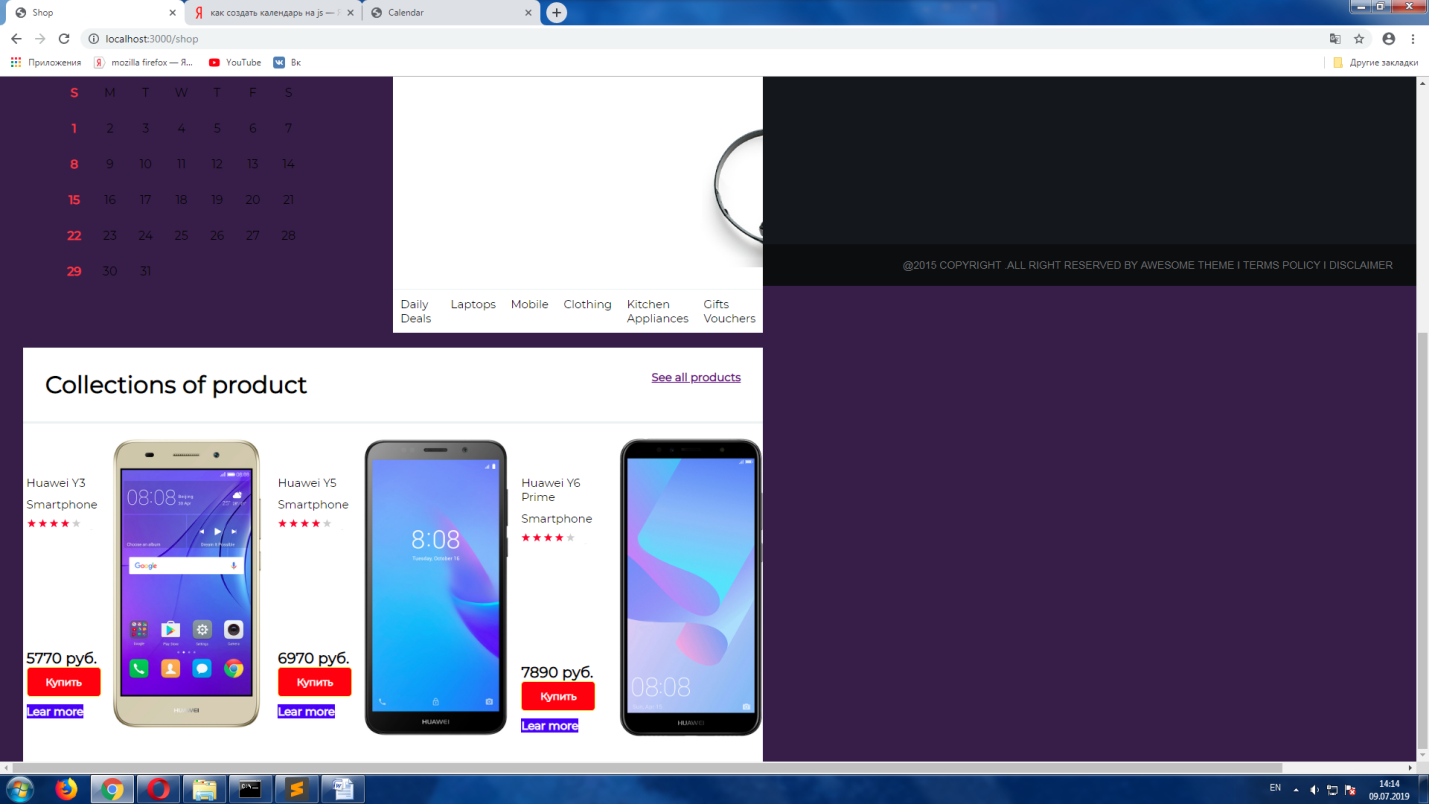 Shop
как создать календарь на js —
Calendar
localhost:3000/shop
Приложения
mozilla firefox — Я...
YouTube
Вк
Другие закладки
S M T W T F S
1 2 3 4 5 6 7
8 9 10 11 12 13 14
15 16 17 18 19 20 21
22 23 24 25 26 27 28
29 30 31
Daily Deals
Laptops
Mobile
Clothing
Kitchen Appliances
Gifts Vouchers
@2015 COPYRIGHT .ALL RIGHT RESERVED BY AWESOME THEME I TERMS POLICY I DISCLAIMER
Collections of product
See all products
Huawei Y3
Smartphone
5770 руб.
Купить
Lear more
08:08
Google
HUAWEI
Huawei Y5
Smartphone
6970 руб.
Купить
Lear more
8:08
Tuesday, October 16
HUAWEI
Huawei Y6
Prime
Smartphone
7890 руб.
Купить
Lear more
08:08
HUAWEI
EN
14:14
09.07.2019